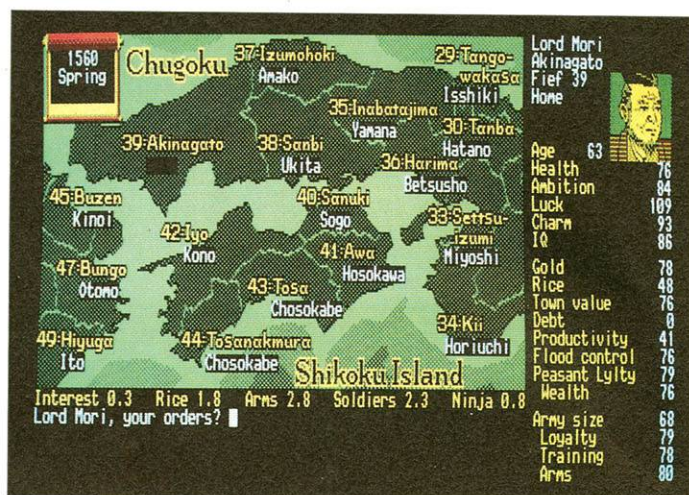 1560
Spring
Chugoku
37-Izumohoki
Amako
29-Tango-
wakasa
Isshiki
35-Inabatajima
Yamana
30-Tanba
Hatano
39-Akinagato
38-Sanbi
Ukita
36-Harima
Betsusho
45-Buzen
Kinoi
40-Sanuki
Sogo
33-Settsu-
izumi
Miyoshi
42-Iyo
Kono
41-Awa
Hosokawa
47-Bungo
Otomo
43-Tosa
Chosokabe
34-Kii
Horiuchi
49-Hiyuga
Ito
44-Tosanakmura
Chosokabe
Shikoku Island
Interest 0.3 Rice 1.8 Arms 2.8 Soldiers 2.3 Ninja 0.8
Lord Mori, your orders?
Lord Mori
Akinagato
Fief 39
Home
Age 63
Health 76
Ambition 84
Luck 109
Charm 93
IQ 86
Gold 78
Rice 48
Town value 76
Debt 0
Productivity 41
Flood control 76
Peasant Lylty 79
Wealth 76
Army size 68
Loyalty 79
Training 78
Arms 80